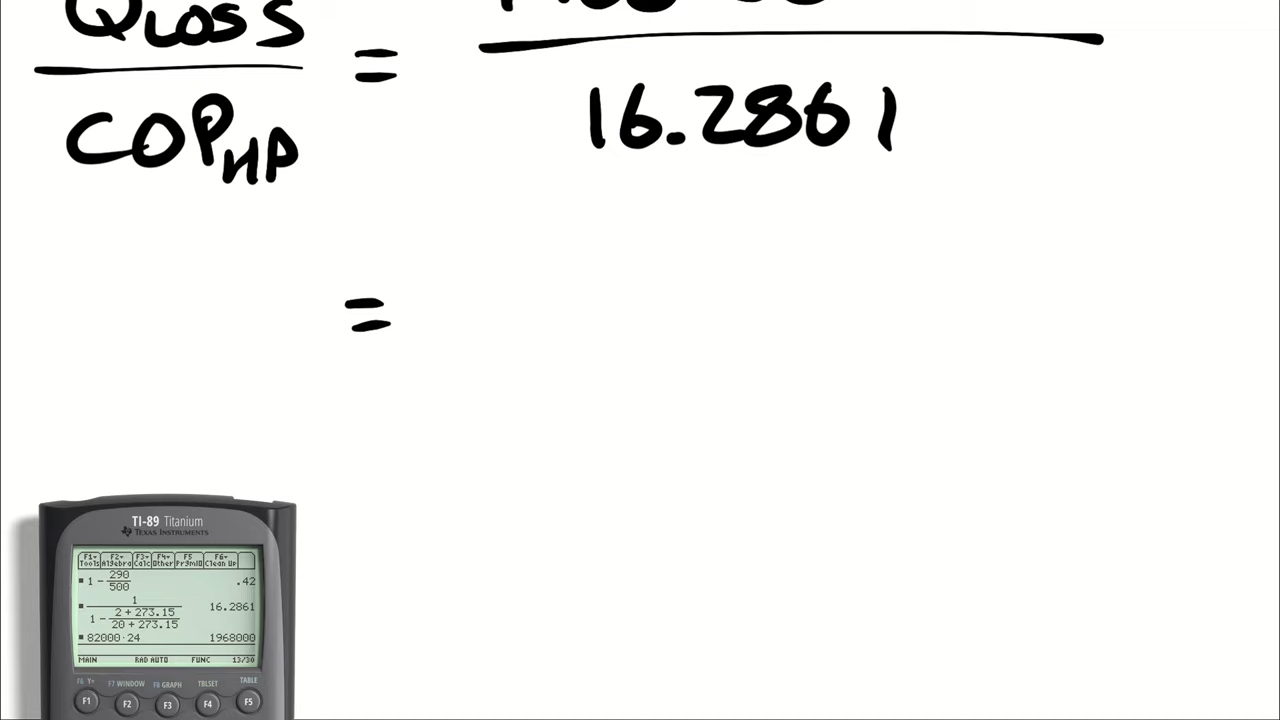 QLOSS
COPHP
=
16.2861
=
TI-89 Titanium
TEXAS INSTRUMENTS
F1 F2 F3 F4 F5 F6
Tools Algebra Calc Other PrgmIO Clean Up
1 - 290/500 .42
1/(1 - (2 + 273.15)/(20 + 273.15)) 16.2861
82000·24 1968000
MAIN RAD AUTO FUNC 13/30
F6 Y= F7 WINDOW F8 GRAPH TBLSET TABLE
F1 F2 F3 F4 F5